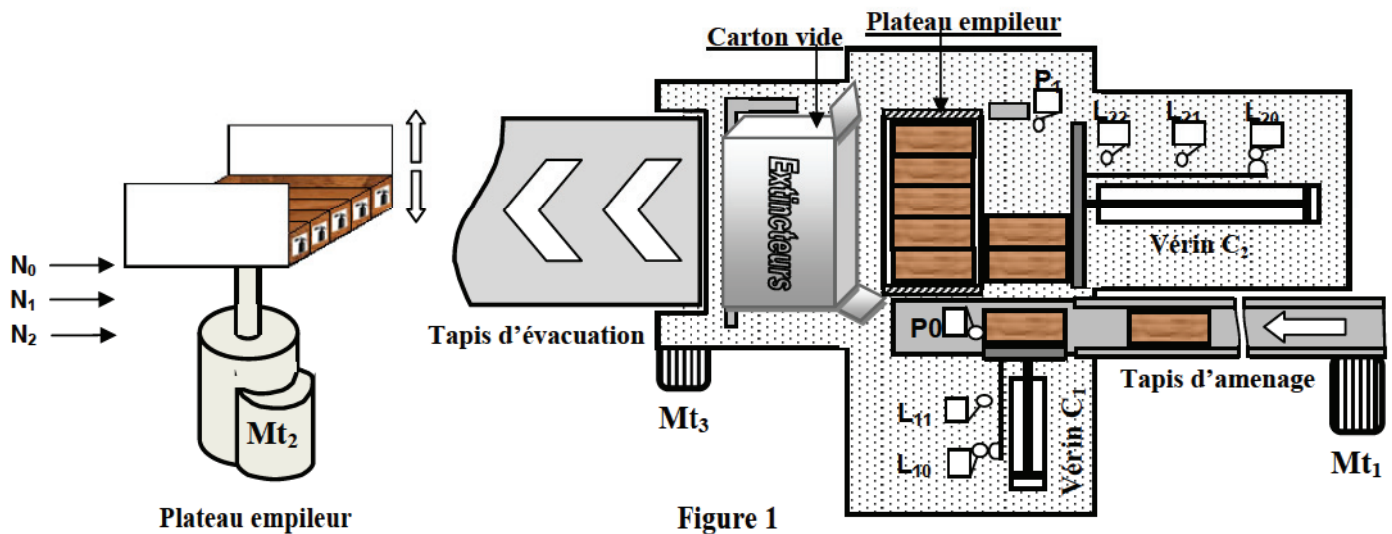 Carton vide
Plateau empileur
P1
L22
L21
L20
Vérin C2
Extincteurs
N0
N1
N2
Mt2
Plateau empileur
Tapis d'évacuation
Mt3
P0
L11
L10
Vérin C1
Tapis d'amenage
Mt1
Figure 1